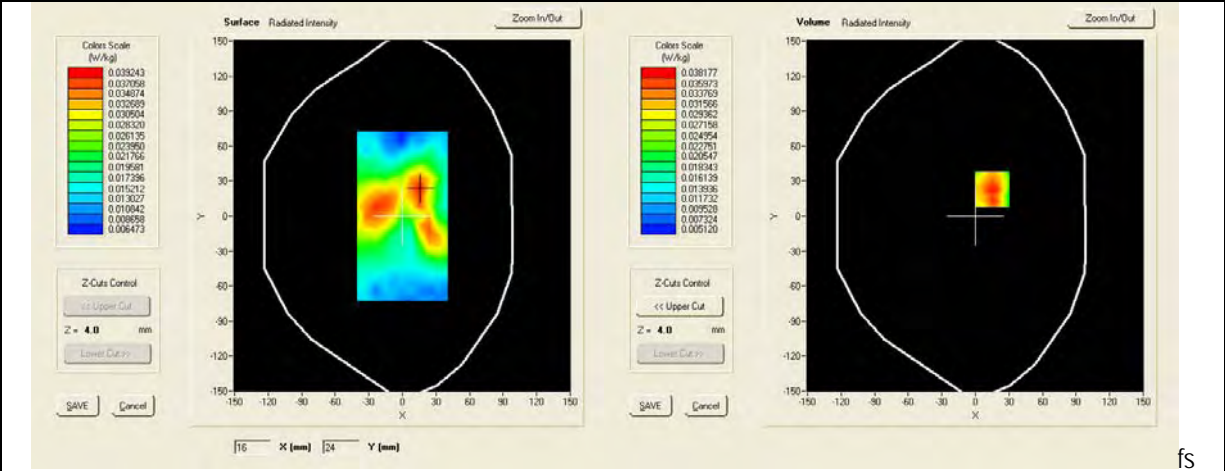 Surface Radiated Intensity
Zoom In/Out
Colors Scale
(W/kg)
0.039243
0.037058
0.034874
0.032689
0.030504
0.028320
0.026135
0.023950
0.021766
0.019581
0.017396
0.015212
0.013027
0.010842
0.008658
0.006473
Z-Cuts Control
<< Upper Cut
Z = 4.0 mm
Lower Cut >>
SAVE
Cancel
150
120
90
60
30
0
-30
-60
-90
-120
-150
Y
-150 -120 -90 -60 -30 0 30 60 90 120 150
X
16 X (mm) 24 Y (mm)
Volume Radiated Intensity
Zoom In/Out
Colors Scale
(W/kg)
0.038177
0.035973
0.033769
0.031566
0.029362
0.027158
0.024954
0.022751
0.020547
0.018343
0.016139
0.013936
0.011732
0.009528
0.007324
0.005120
Z-Cuts Control
<< Upper Cut
Z = 4.0 mm
Lower Cut >>
SAVE
Cancel
150
120
90
60
30
0
-30
-60
-90
-120
-150
Y
-150 -120 -90 -60 -30 0 30 60 90 120 150
X
fs